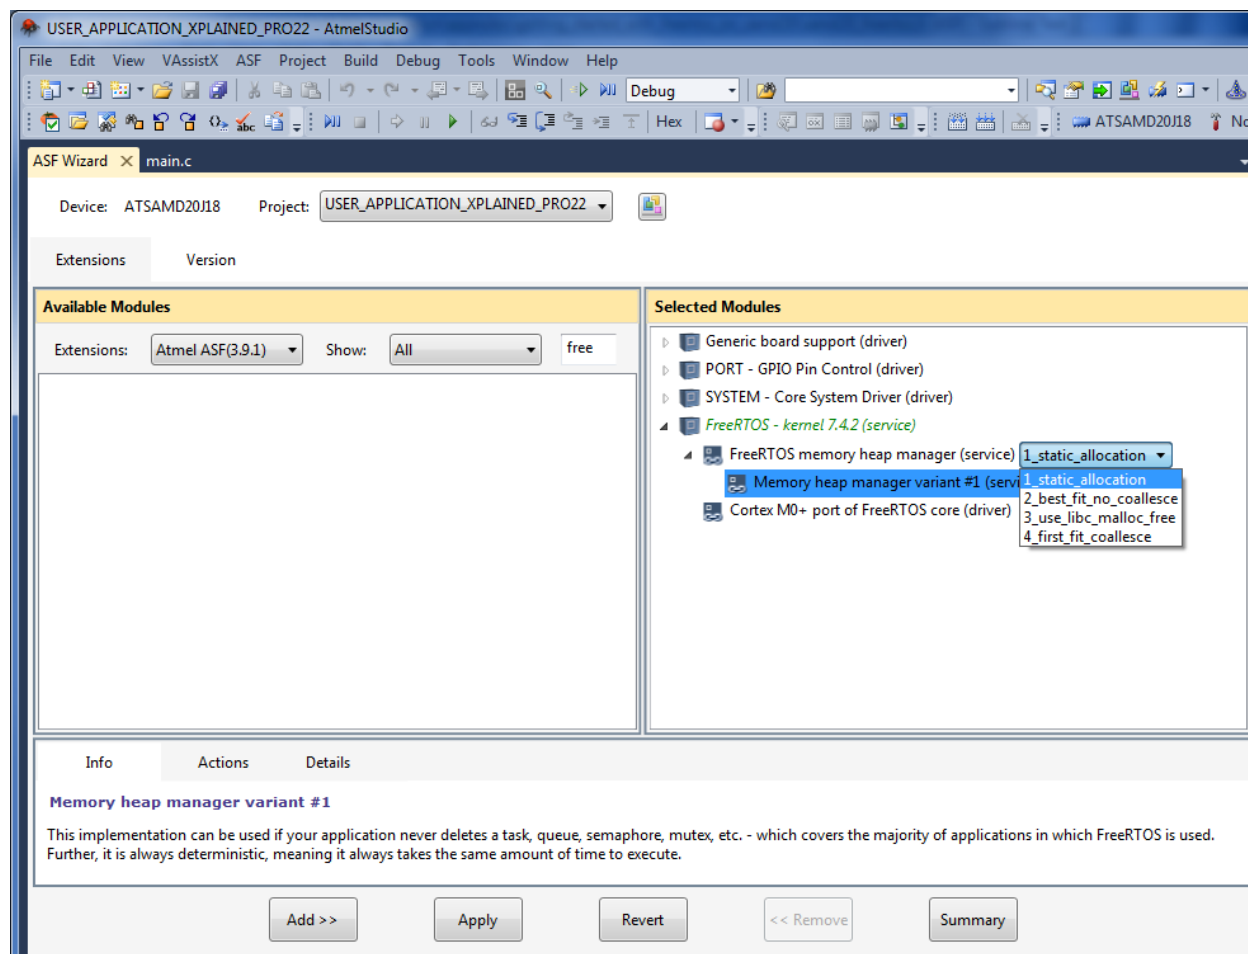 USER_APPLICATION_XPLAINED_PRO22 - AtmelStudio
File Edit View VAssistX ASF Project Build Debug Tools Window Help
Debug
Hex ATSAMD20J18
ASF Wizard main.c
Device: ATSAMD20J18 Project: USER_APPLICATION_XPLAINED_PRO22
Extensions Version
Available Modules
Extensions: Atmel ASF(3.9.1) Show: All free
Selected Modules
Generic board support (driver)
PORT - GPIO Pin Control (driver)
SYSTEM - Core System Driver (driver)
FreeRTOS - kernel 7.4.2 (service)
FreeRTOS memory heap manager (service) 1_static_allocation
Memory heap manager variant #1 (servi
Cortex M0+ port of FreeRTOS core (driver)
1_static_allocation
2_best_fit_no_coallesce
3_use_libc_malloc_free
4_first_fit_coallesce
Info Actions Details
Memory heap manager variant #1
This implementation can be used if your application never deletes a task, queue, semaphore, mutex, etc. - which covers the majority of applications in which FreeRTOS is used.
Further, it is always deterministic, meaning it always takes the same amount of time to execute.
Add >> Apply Revert << Remove Summary